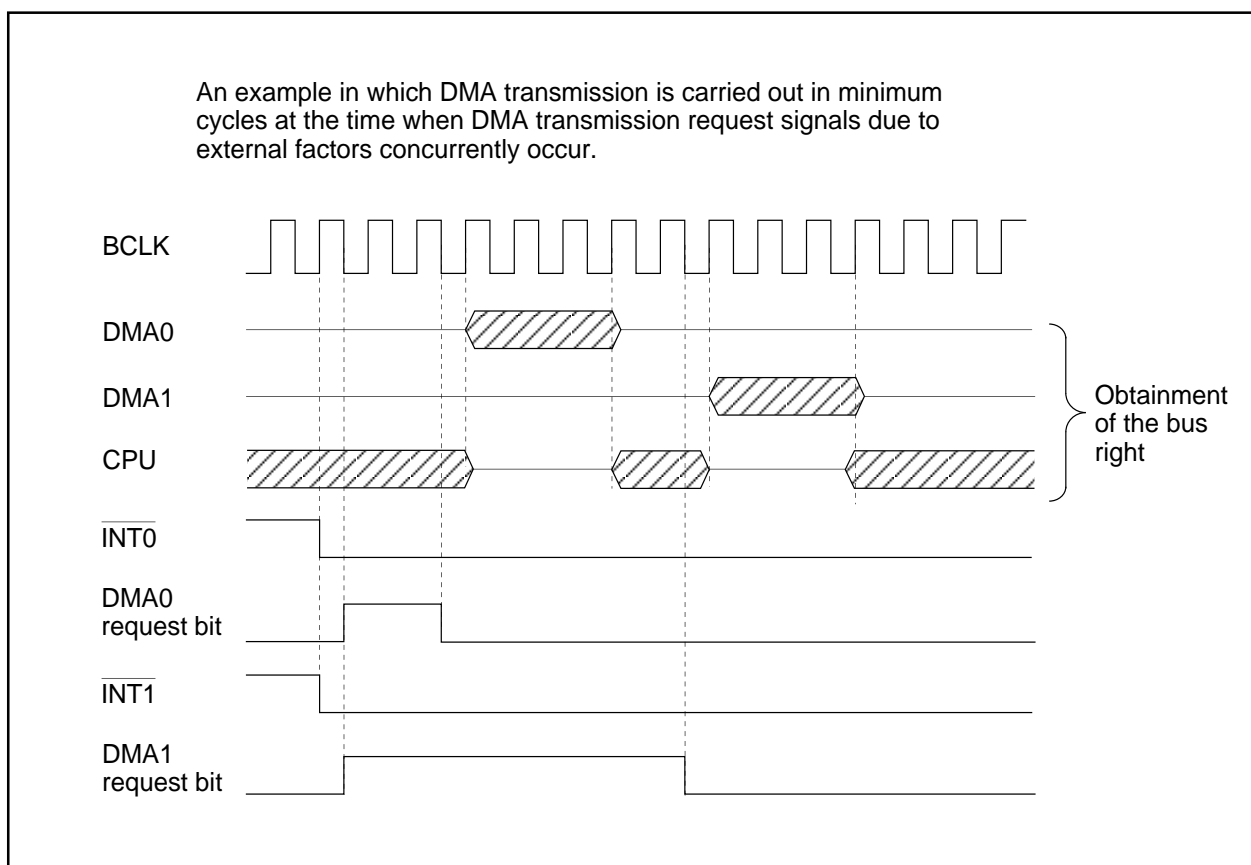 An example in which DMA transmission is carried out in minimum
cycles at the time when DMA transmission request signals due to
external factors concurrently occur.
BCLK
DMA0
DMA1
CPU
Obtainment
of the bus
right
INT0
DMA0
request bit
INT1
DMA1
request bit